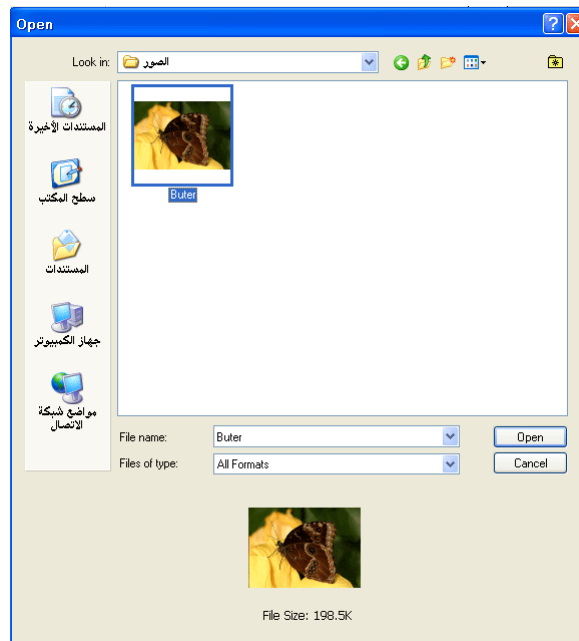 Open
Look in:
الصور
المستندات الأخيرة
سطح المكتب
المستندات
جهاز الكمبيوتر
مواضع شبكة
الاتصال
Buter
File name:
Buter
Open
Files of type:
All Formats
Cancel
File Size: 198.5K